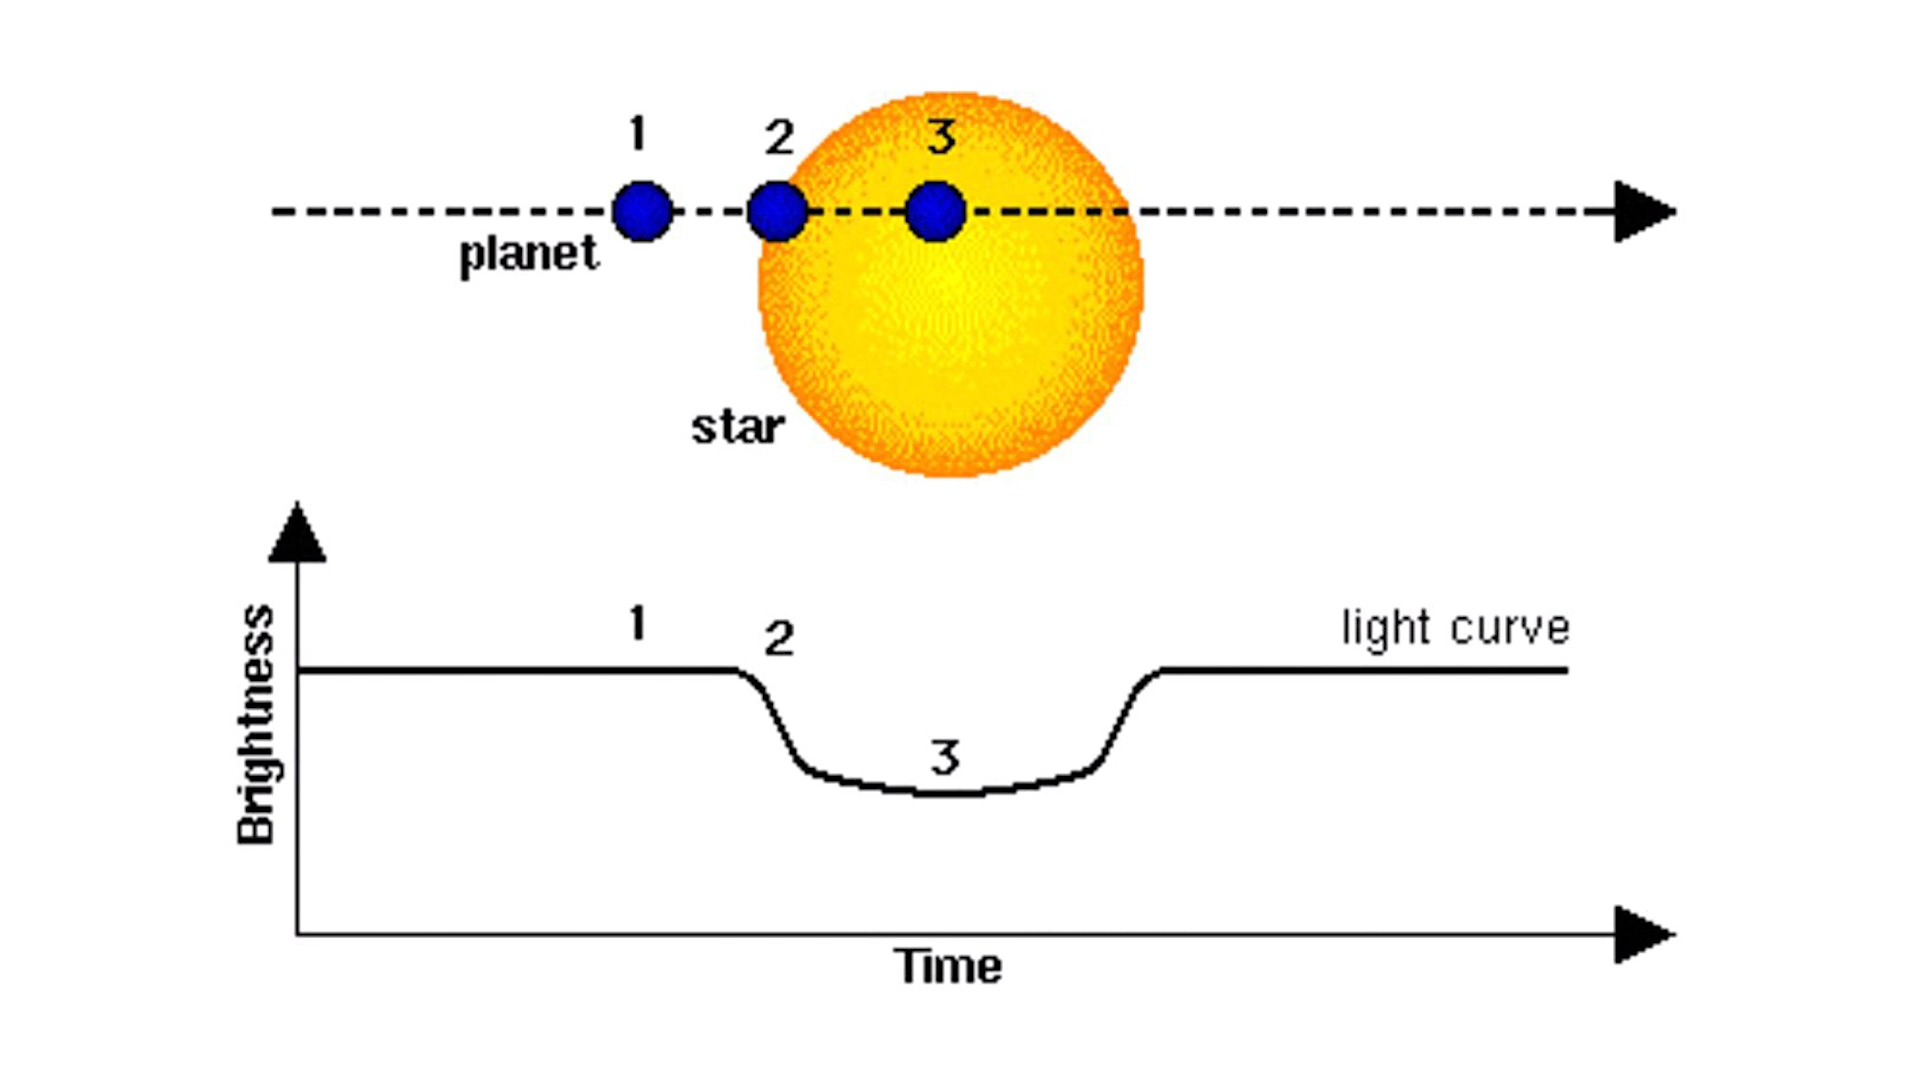 1 2 3
planet
star
1
2
light curve
3
Brightness
Time